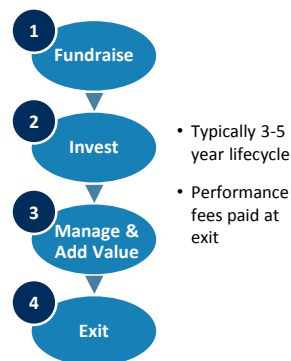 1
Fundraise
2
Invest
3
Manage &
Add Value
4
Exit
• Typically 3-5
year lifecycle
• Performance
fees paid at
exit